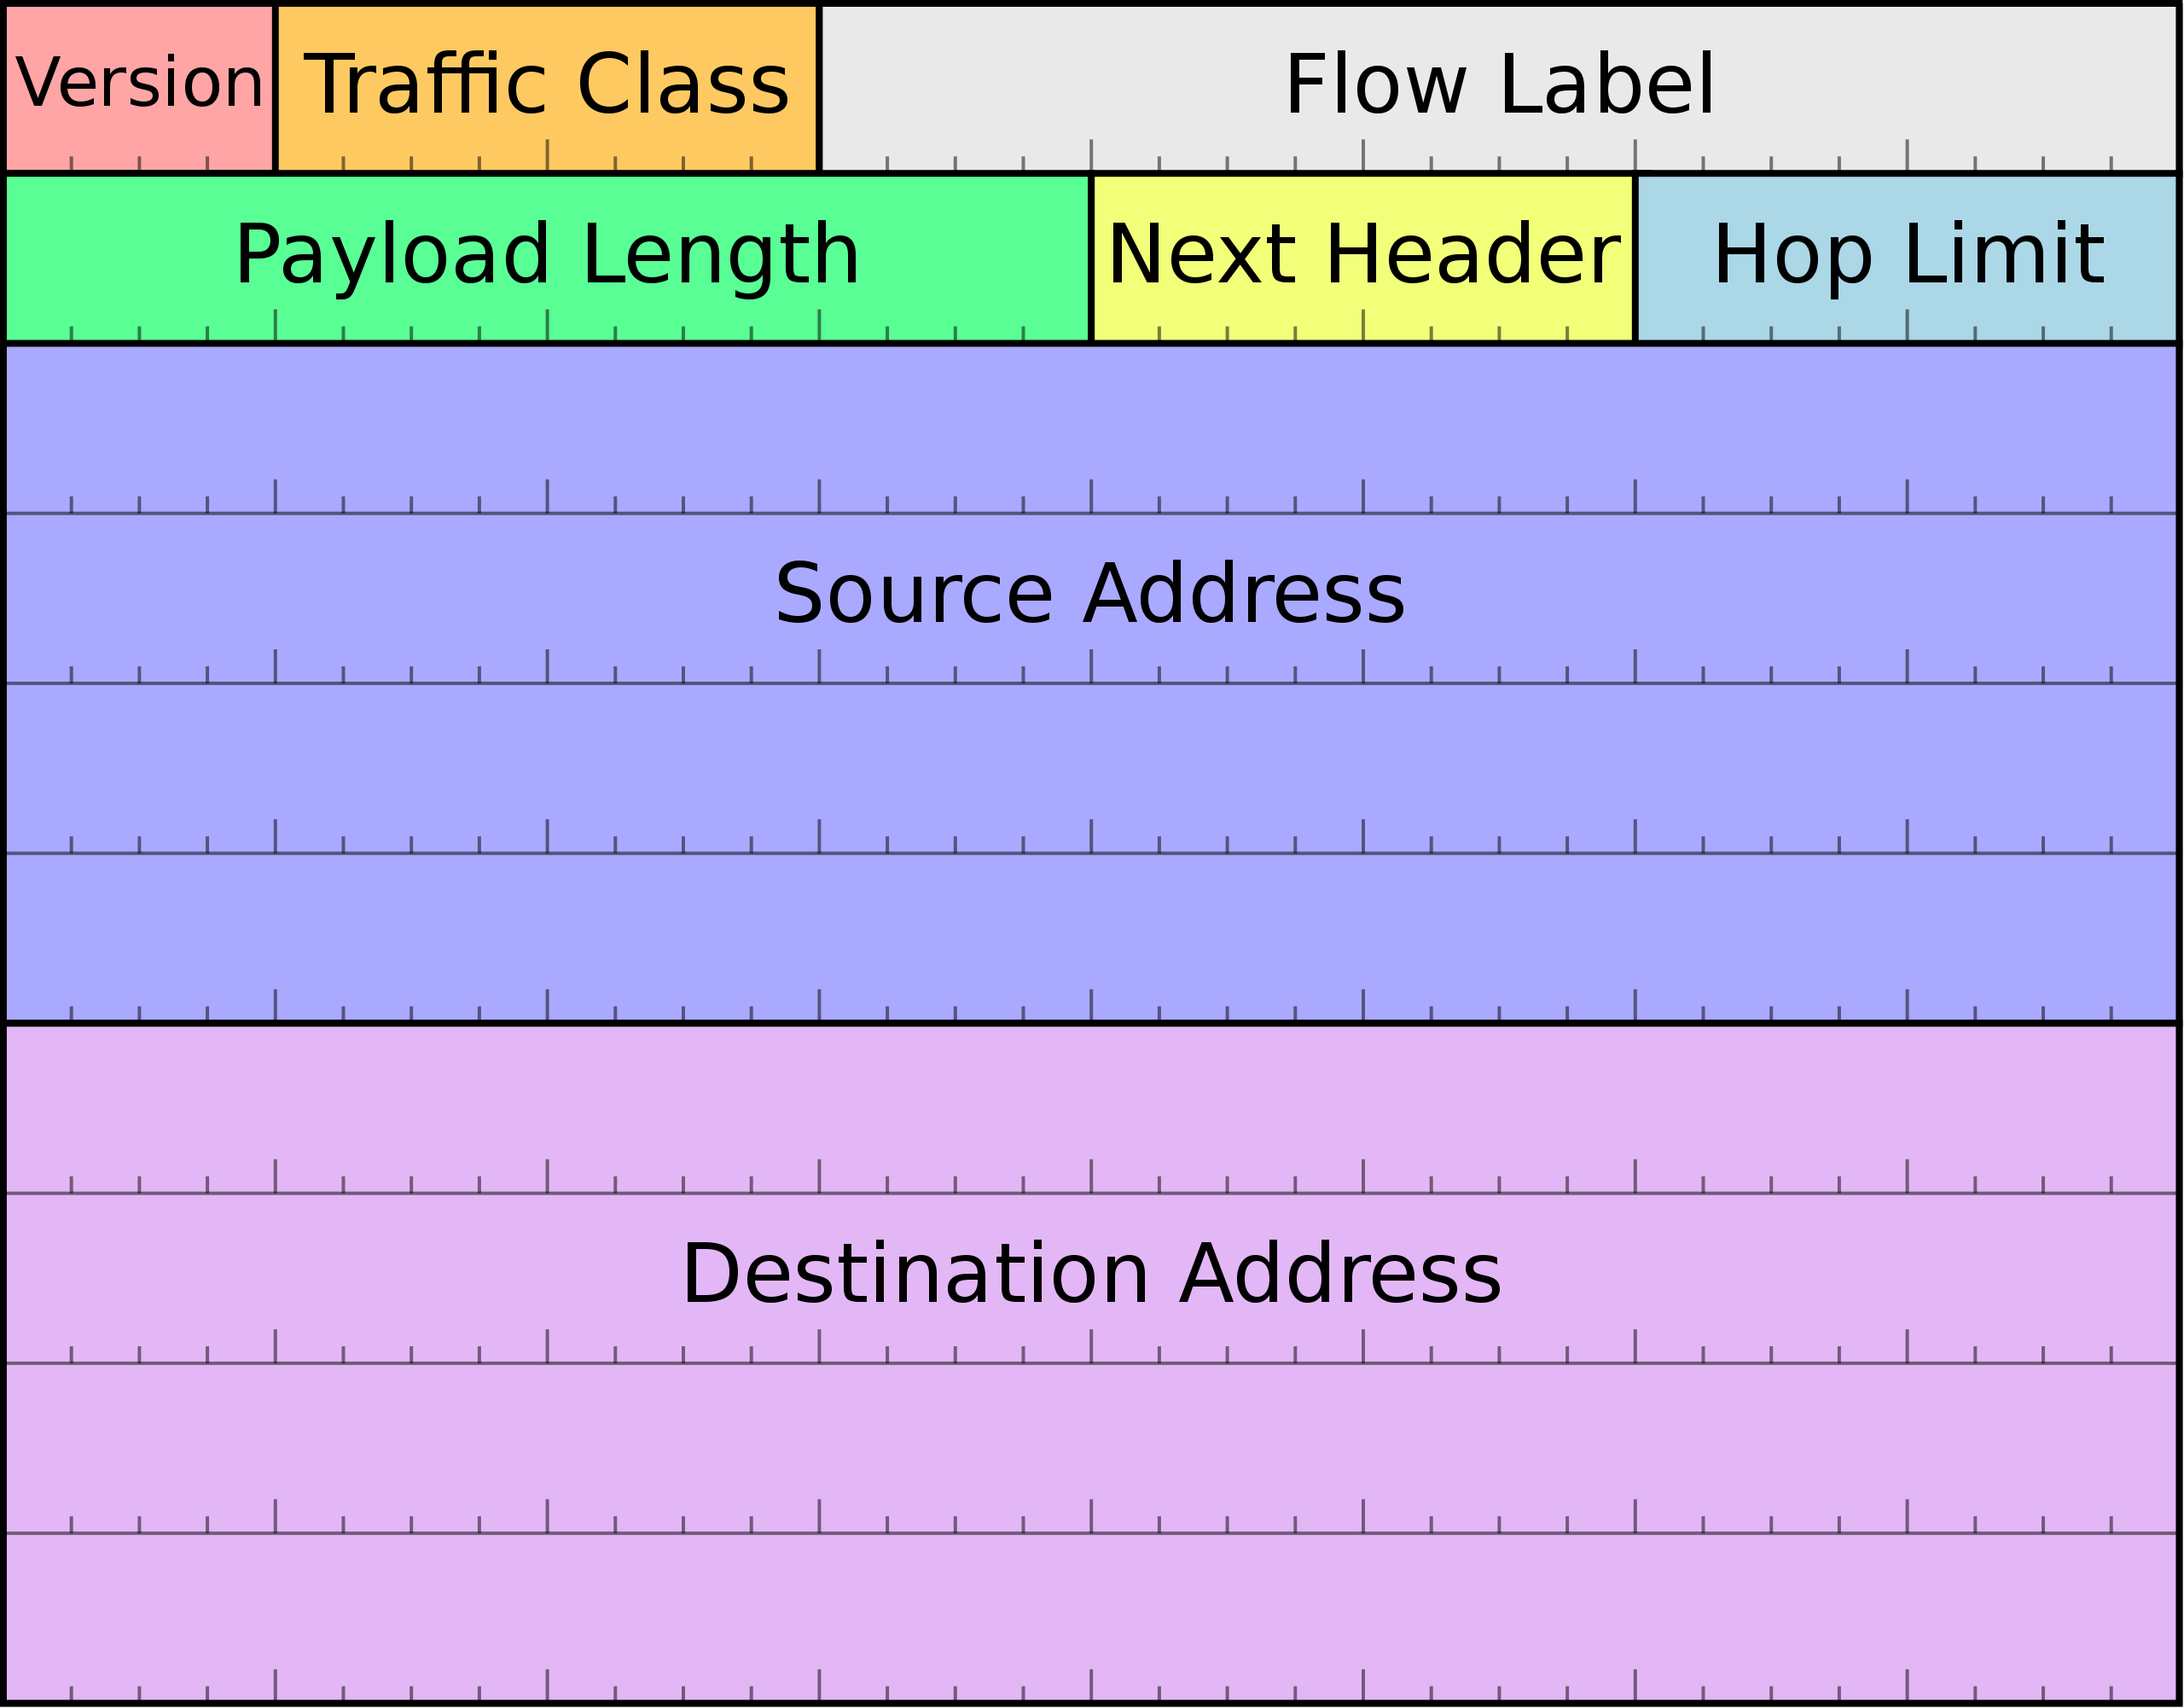 Version Traffic Class Flow Label
Payload Length Next Header Hop Limit
Source Address
Destination Address